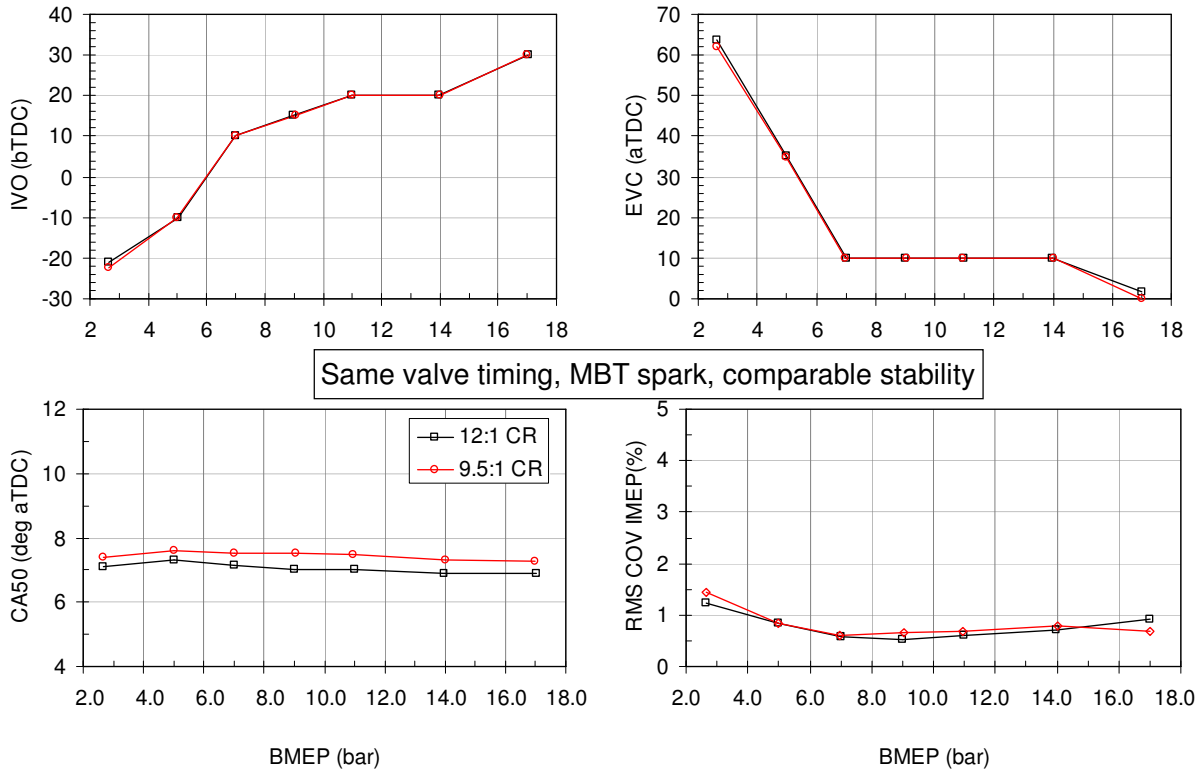 IVO (bTDC)
40
30
20
10
0
-10
-20
-30
2 4 6 8 10 12 14 16 18
EVC (aTDC)
70
60
50
40
30
20
10
0
2 4 6 8 10 12 14 16 18
Same valve timing, MBT spark, comparable stability
CA50 (deg aTDC)
12
10
8
6
4
12:1 CR
9.5:1 CR
2.0 4.0 6.0 8.0 10.0 12.0 14.0 16.0 18.0
BMEP (bar)
RMS COV IMEP(%)
5
4
3
2
1
0
2.0 4.0 6.0 8.0 10.0 12.0 14.0 16.0 18.0
BMEP (bar)